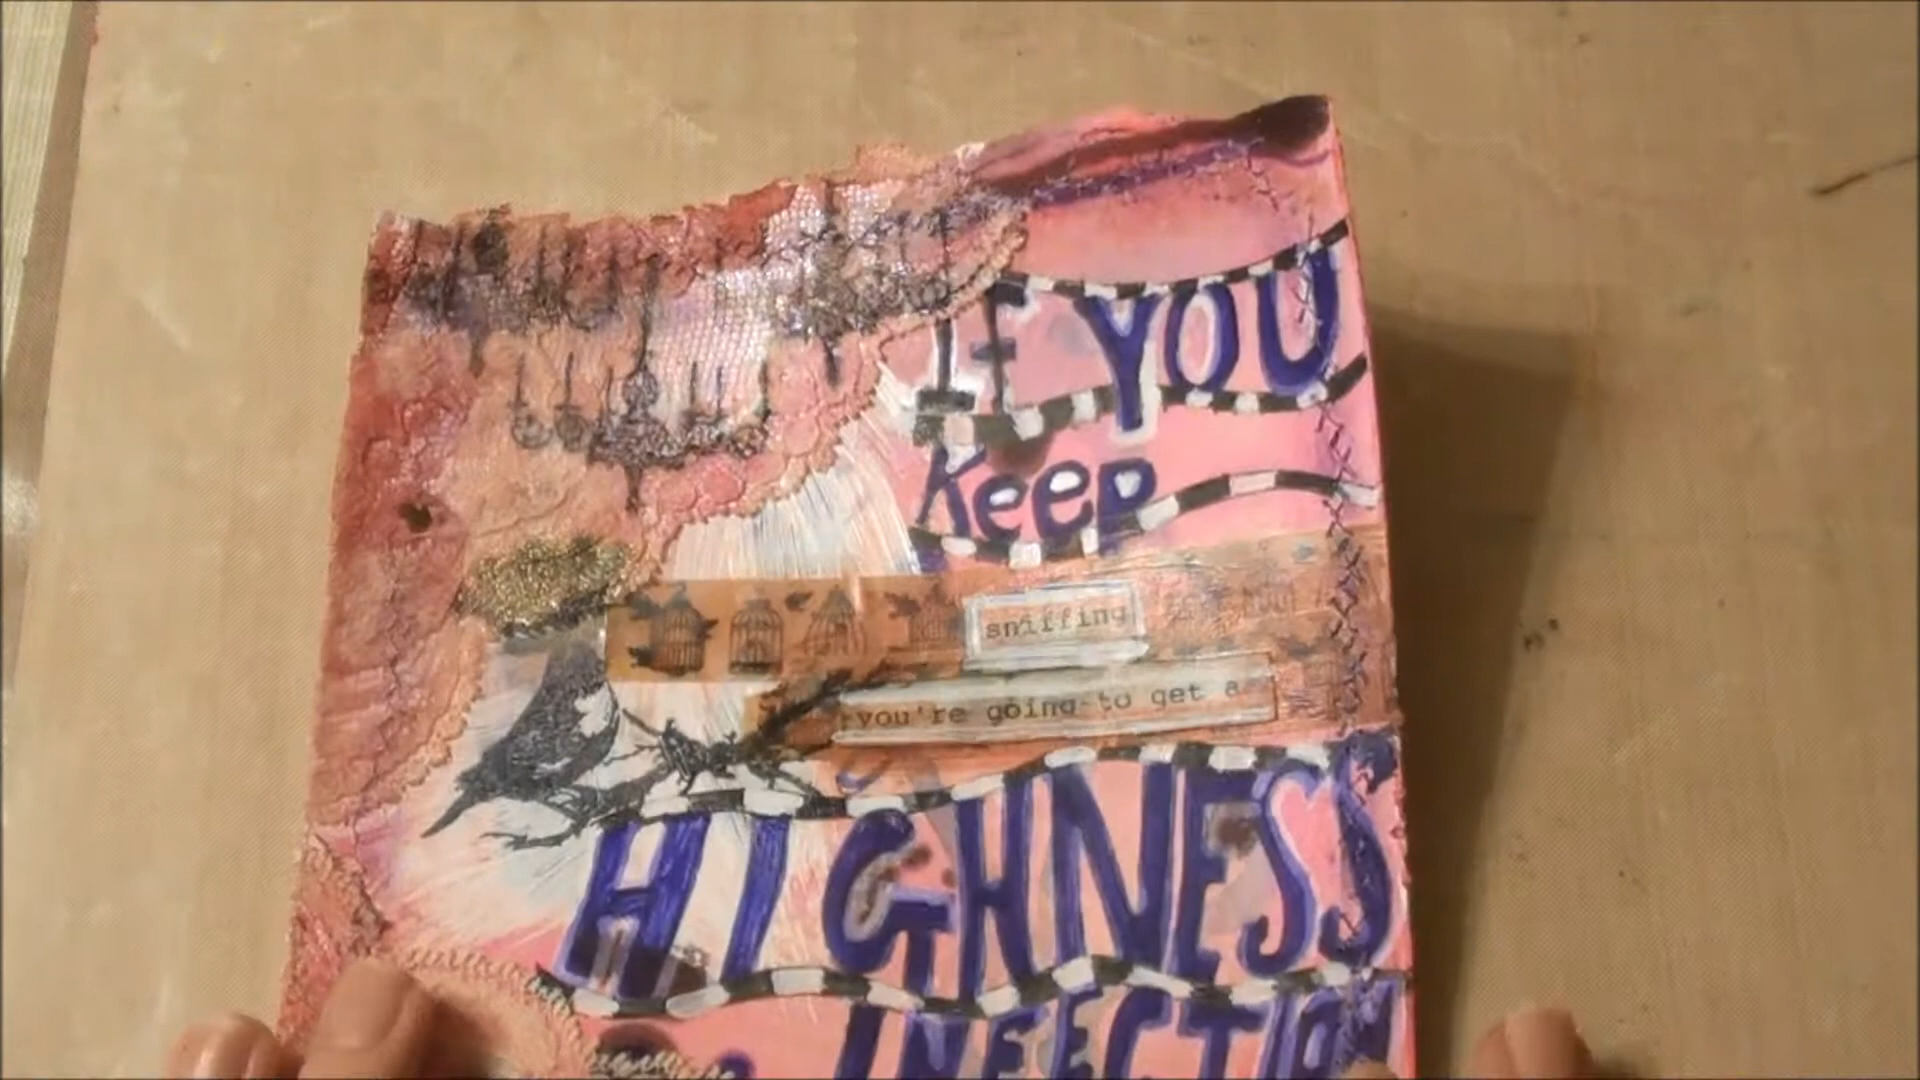 IF YOU
Keep
sniffing
you're going to get a
HIGHNESS
INFECTION